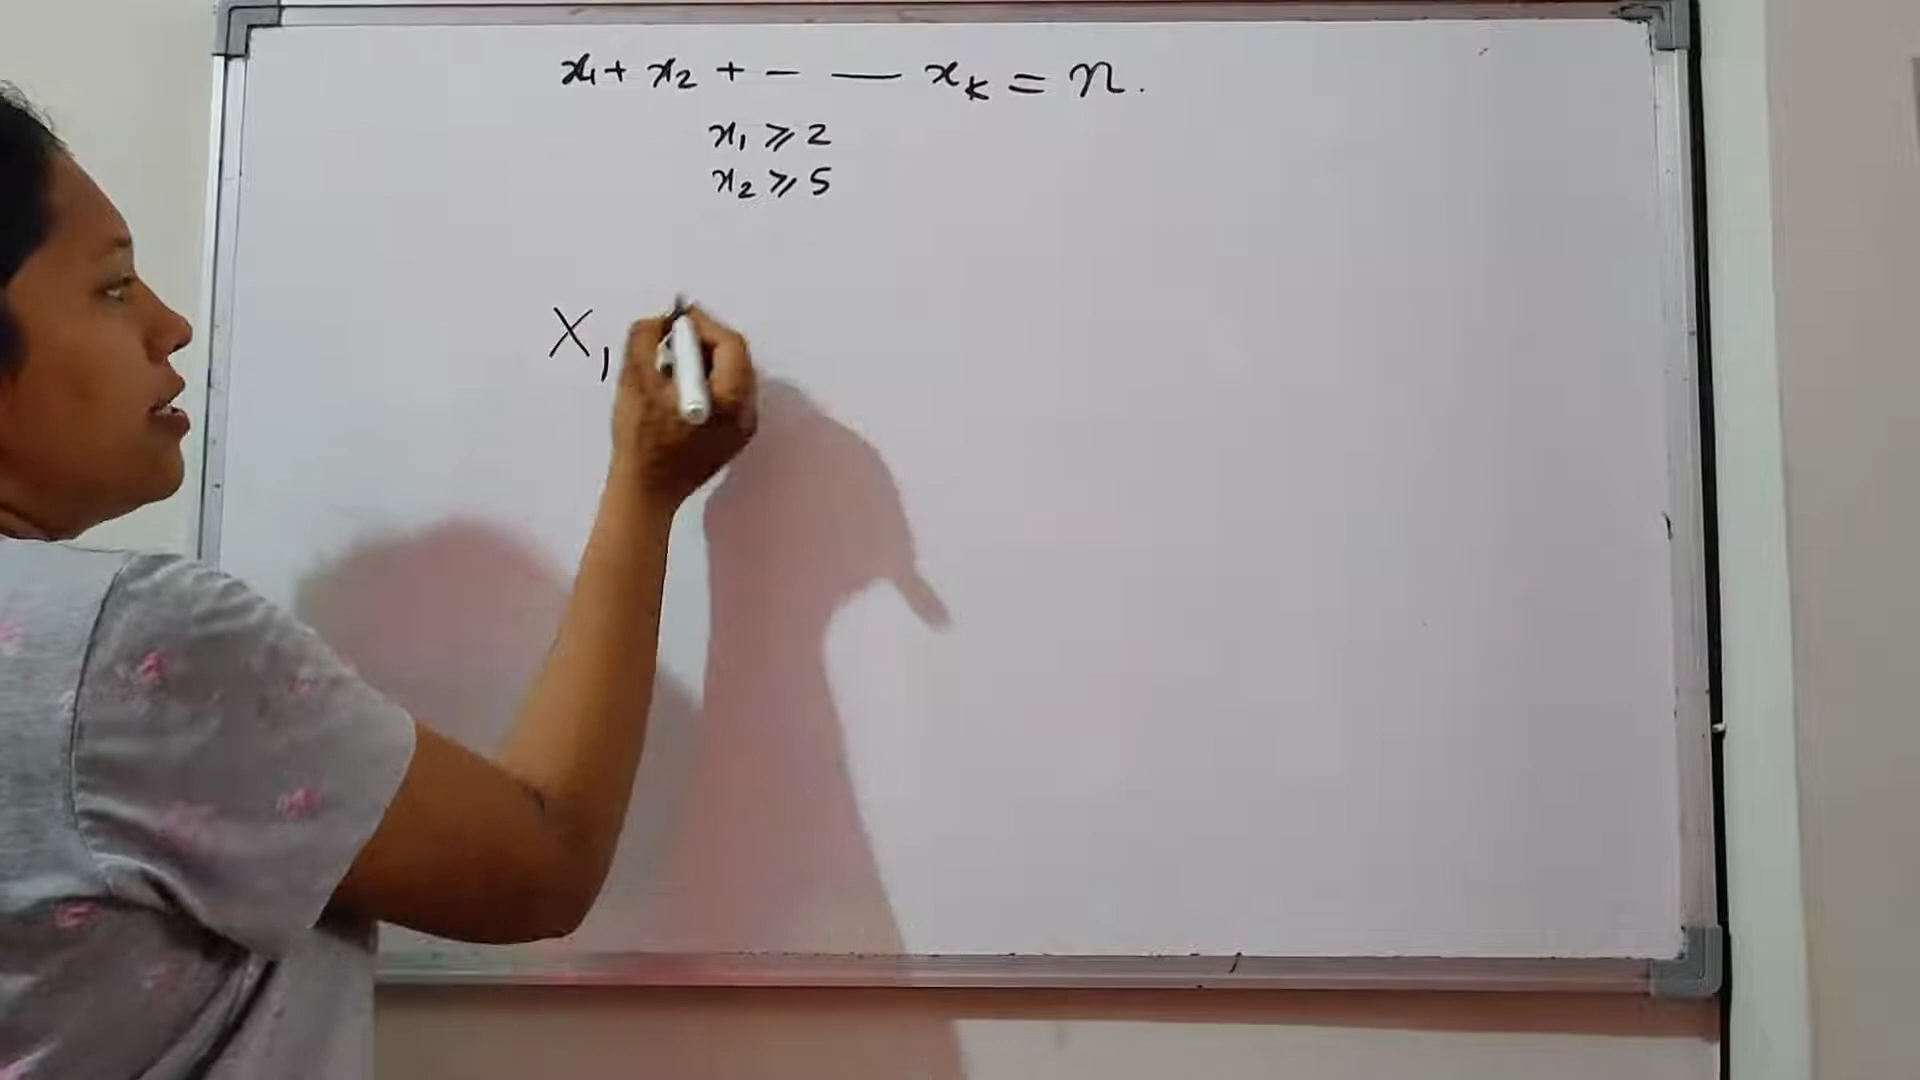 x₁ + x₂ + - — xₖ = n.
x₁ ⩾ 2
x₂ ⩾ 5
X₁